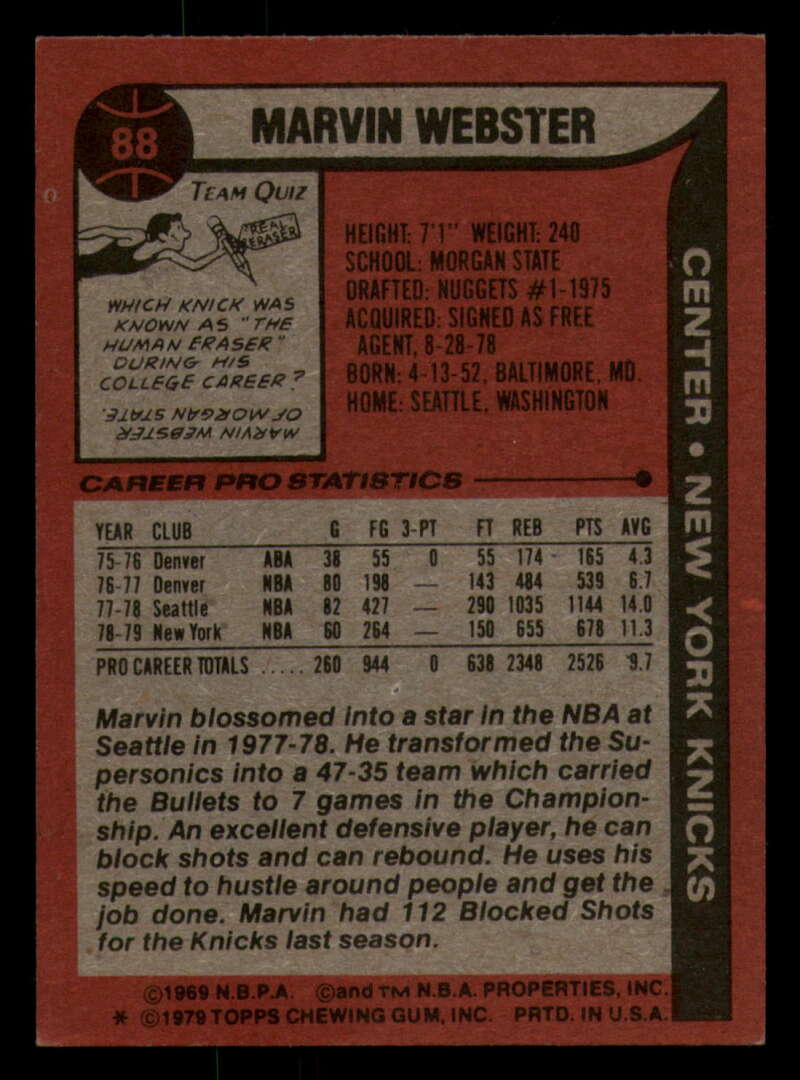 88
MARVIN WEBSTER
TEAM QUIZ
REAL
ERASER
WHICH KNICK WAS
KNOWN AS "THE
HUMAN ERASER"
DURING HIS
COLLEGE CAREER?
MARVIN WEBSTER
OF MORGAN STATE.
HEIGHT: 7'1" WEIGHT: 240
SCHOOL: MORGAN STATE
DRAFTED: NUGGETS #1-1975
ACQUIRED: SIGNED AS FREE
AGENT, 8-28-78
BORN: 4-13-52, BALTIMORE, MD.
HOME: SEATTLE, WASHINGTON
CENTER • NEW YORK KNICKS
CAREER PRO STATISTICS
YEAR CLUB G FG 3-PT FT REB PTS AVG
75-76 Denver ABA 38 55 0 55 174 165 4.3
76-77 Denver NBA 80 198 — 143 484 539 6.7
77-78 Seattle NBA 82 427 — 290 1035 1144 14.0
78-79 New York NBA 60 264 — 150 655 678 11.3
PRO CAREER TOTALS ..... 260 944 0 638 2348 2526 9.7
Marvin blossomed into a star in the NBA at
Seattle in 1977-78. He transformed the Su-
personics into a 47-35 team which carried
the Bullets to 7 games in the Champion-
ship. An excellent defensive player, he can
block shots and can rebound. He uses his
speed to hustle around people and get the
job done. Marvin had 112 Blocked Shots
for the Knicks last season.
©1969 N.B.P.A. ©and TM N.B.A. PROPERTIES, INC.
* ©1979 TOPPS CHEWING GUM, INC. PRTD. IN U.S.A.